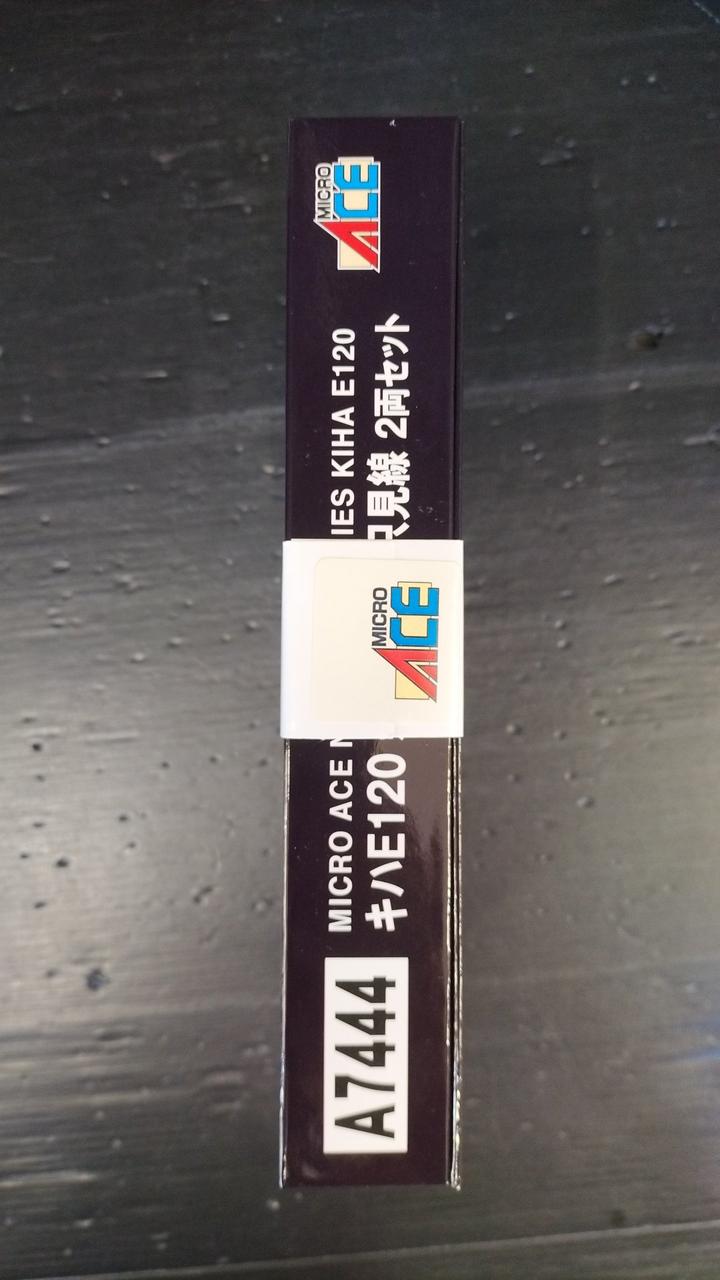 A7444
MICRO ACE N IES KIHA E120
キハE120 見線 2両セット
MICRO
ACE
MICRO
ACE